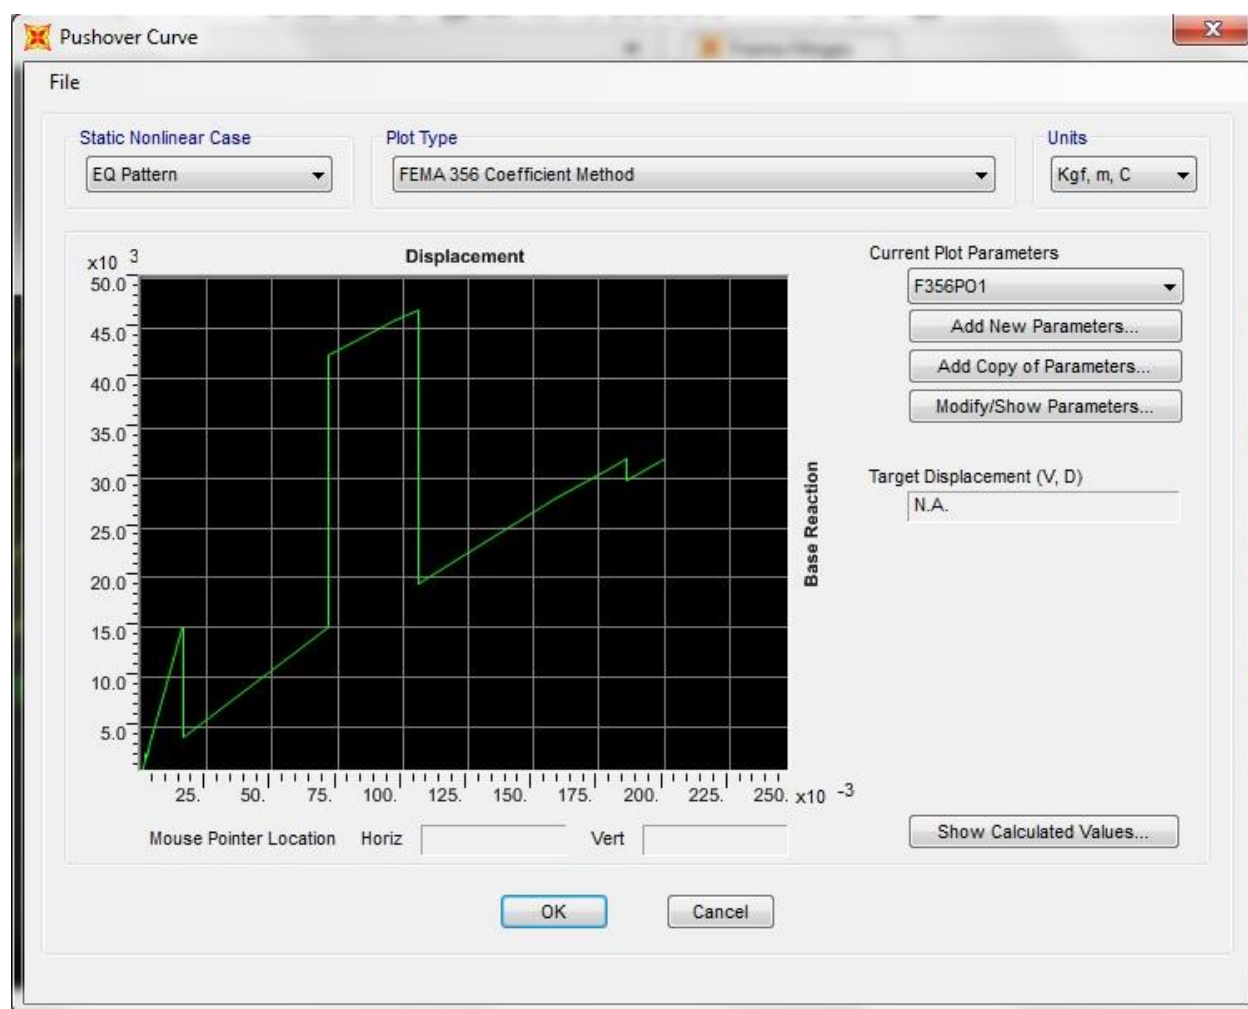 Pushover Curve
File
Static Nonlinear Case
EQ Pattern
Plot Type
FEMA 356 Coefficient Method
Units
Kgf, m, C
x10 3
Displacement
50.0
45.0
40.0
35.0
30.0
25.0
20.0
15.0
10.0
5.0
25. 50. 75. 100. 125. 150. 175. 200. 225. 250. x10 -3
Base Reaction
Mouse Pointer Location Horiz Vert
Current Plot Parameters
F356PO1
Add New Parameters...
Add Copy of Parameters...
Modify/Show Parameters...
Target Displacement (V, D)
N.A.
Show Calculated Values...
OK Cancel